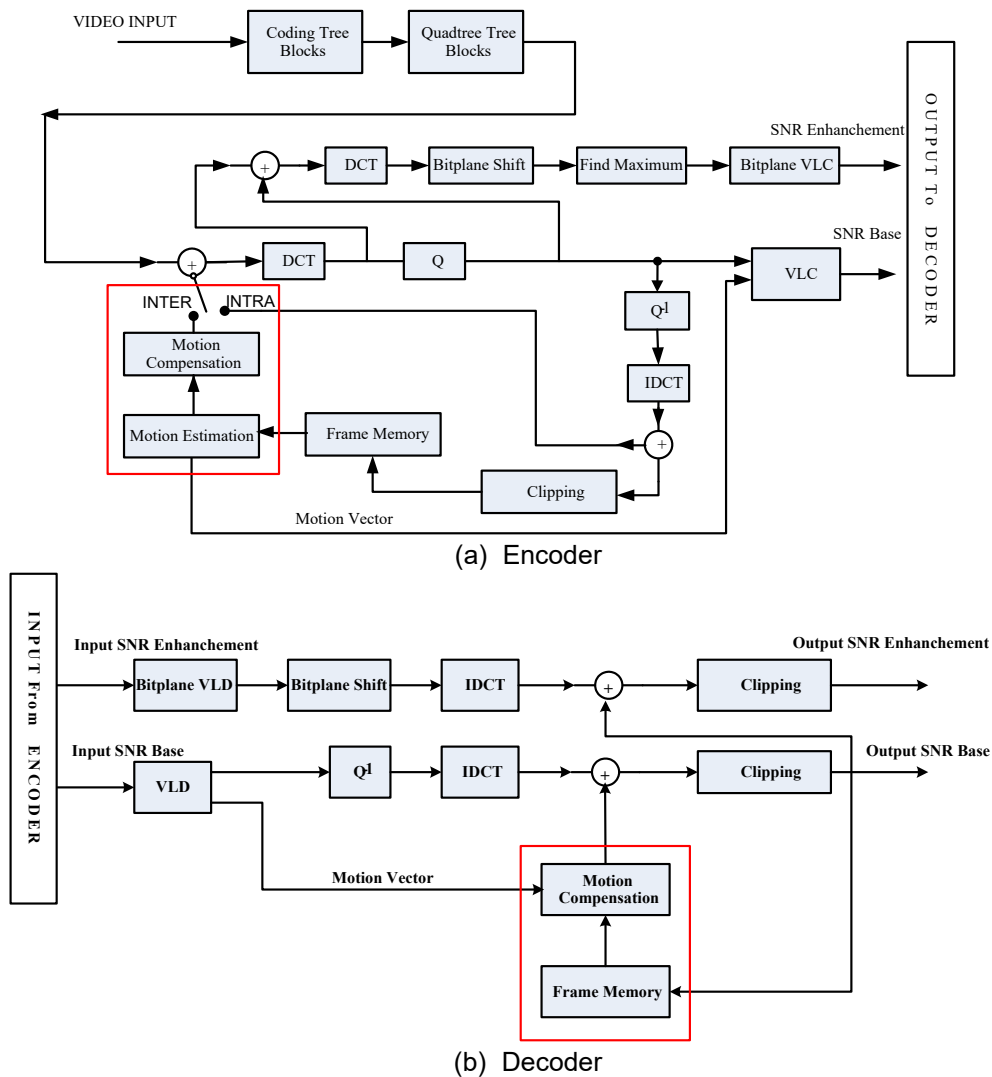 VIDEO INPUT
Coding Tree
Blocks
Quadtree Tree
Blocks
SNR Enhanchement
DCT
Bitplane Shift
Find Maximum
Bitplane VLC
+
OUTPUT To DECODER
SNR Base
+
DCT
Q
VLC
INTER
INTRA
Q-1
Motion
Compensation
IDCT
Motion Estimation
Frame Memory
+
Clipping
Motion Vector
(a) Encoder
INPUT From ENCODER
Input SNR Enhanchement
Output SNR Enhanchement
Bitplane VLD
Bitplane Shift
IDCT
+
Clipping
Input SNR Base
Output SNR Base
VLD
Q-1
IDCT
+
Clipping
Motion Vector
Motion
Compensation
Frame Memory
(b) Decoder